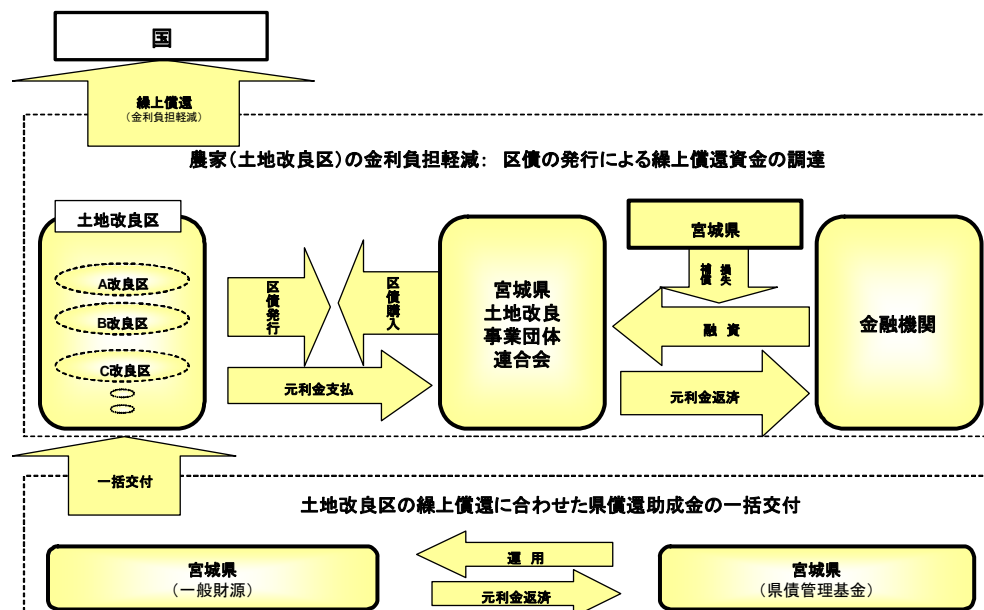 国
繰上償還
(金利負担軽減)
農家(土地改良区)の金利負担軽減: 区債の発行による繰上償還資金の調達
土地改良区
A改良区
B改良区
C改良区
区債発行
区債購入
元利金支払
宮城県
土地改良
事業団体
連合会
宮城県
損失
補償
融 資
元利金返済
金融機関
一括交付
土地改良区の繰上償還に合わせた県償還助成金の一括交付
宮城県
(一般財源)
運 用
元利金返済
宮城県
(県債管理基金)